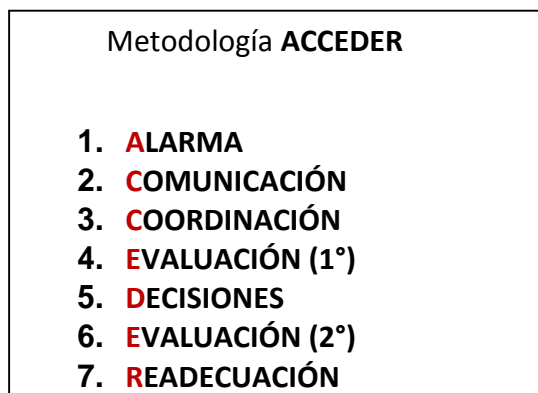 Metodología ACCEDER
1. ALARMA
2. COMUNICACIÓN
3. COORDINACIÓN
4. EVALUACIÓN (1°)
5. DECISIONES
6. EVALUACIÓN (2°)
7. READECUACIÓN